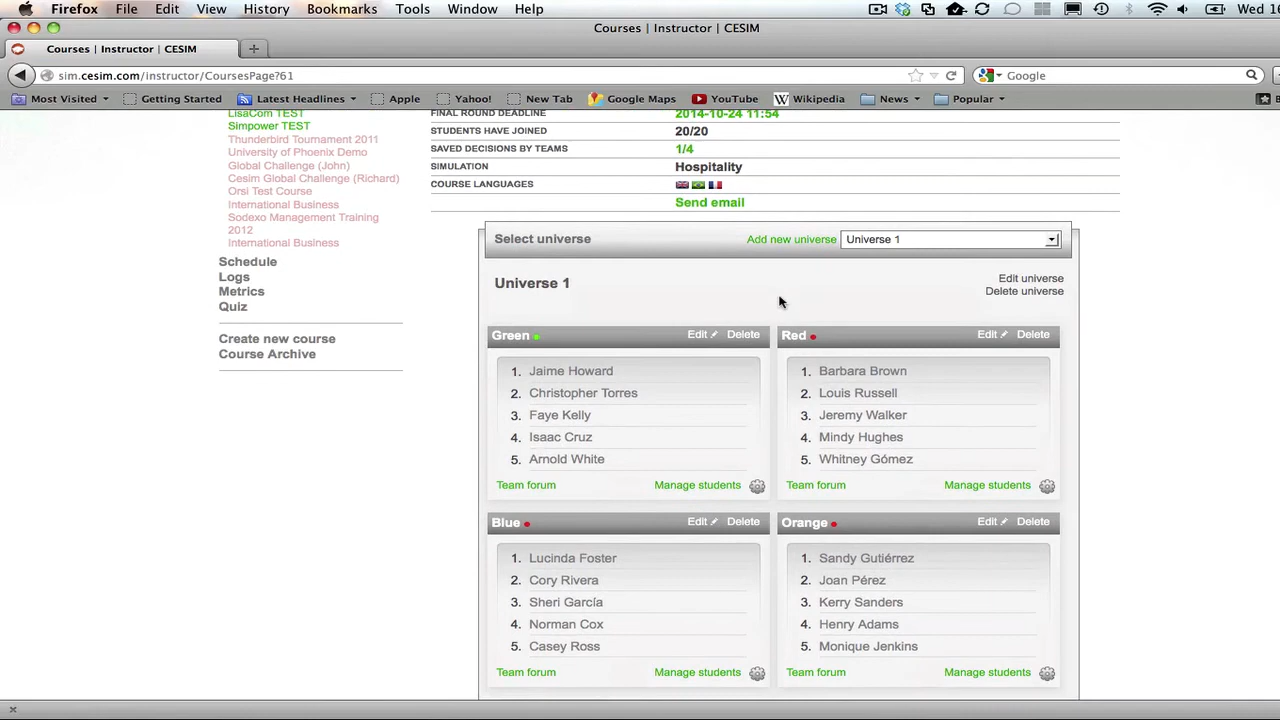 Firefox File Edit View History Bookmarks Tools Window Help Wed 1
Courses | Instructor | CESIM
Courses | Instructor | CESIM
sim.cesim.com/instructor/CoursesPage?61 Google
Most Visited Getting Started Latest Headlines Apple Yahoo! New Tab Google Maps YouTube Wikipedia News Popular B
LisaCom TEST
Simpower TEST
Thunderbird Tournament 2011
University of Phoenix Demo
Global Challenge (John)
Cesim Global Challenge (Richard)
Orsi Test Course
International Business
Sodexo Management Training
2012
International Business
Schedule
Logs
Metrics
Quiz
Create new course
Course Archive
FINAL ROUND DEADLINE 2014-10-24 11:54
STUDENTS HAVE JOINED 20/20
SAVED DECISIONS BY TEAMS 1/4
SIMULATION Hospitality
COURSE LANGUAGES
Send email
Select universe Add new universe Universe 1
Universe 1
Edit universe
Delete universe
Green Edit Delete
1. Jaime Howard
2. Christopher Torres
3. Faye Kelly
4. Isaac Cruz
5. Arnold White
Team forum Manage students
Red Edit Delete
1. Barbara Brown
2. Louis Russell
3. Jeremy Walker
4. Mindy Hughes
5. Whitney Gómez
Team forum Manage students
Blue Edit Delete
1. Lucinda Foster
2. Cory Rivera
3. Sheri García
4. Norman Cox
5. Casey Ross
Team forum Manage students
Orange Edit Delete
1. Sandy Gutiérrez
2. Joan Pérez
3. Kerry Sanders
4. Henry Adams
5. Monique Jenkins
Team forum Manage students